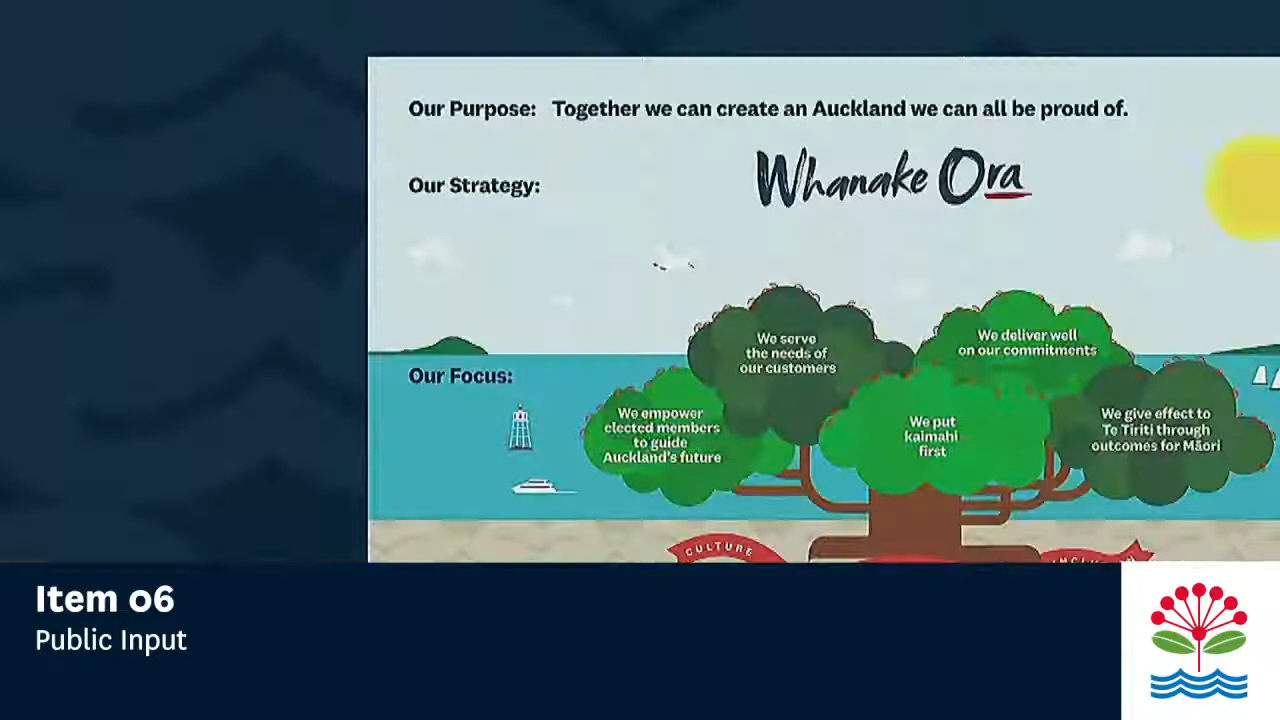 Our Purpose: Together we can create an Auckland we can all be proud of.
Our Strategy: Whanake Ora
We serve
the needs of
our customers
We deliver well
on our commitments
Our Focus:
We empower
elected members
to guide
Auckland's future
We put
kaimahi
first
We give effect to
Te Tiriti through
outcomes for Māori
CULTURE
Item 06
Public Input